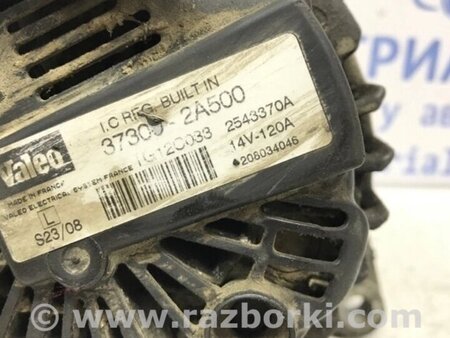 I.C REG. BUILT IN
37300 2A500
TG12C033 2543370A
14V-120A
208034046
Valeo
MADE IN FRANCE
VALEO ELECTRICAL SYSTEM FRANCE
L
S23/08
www.razborki.com